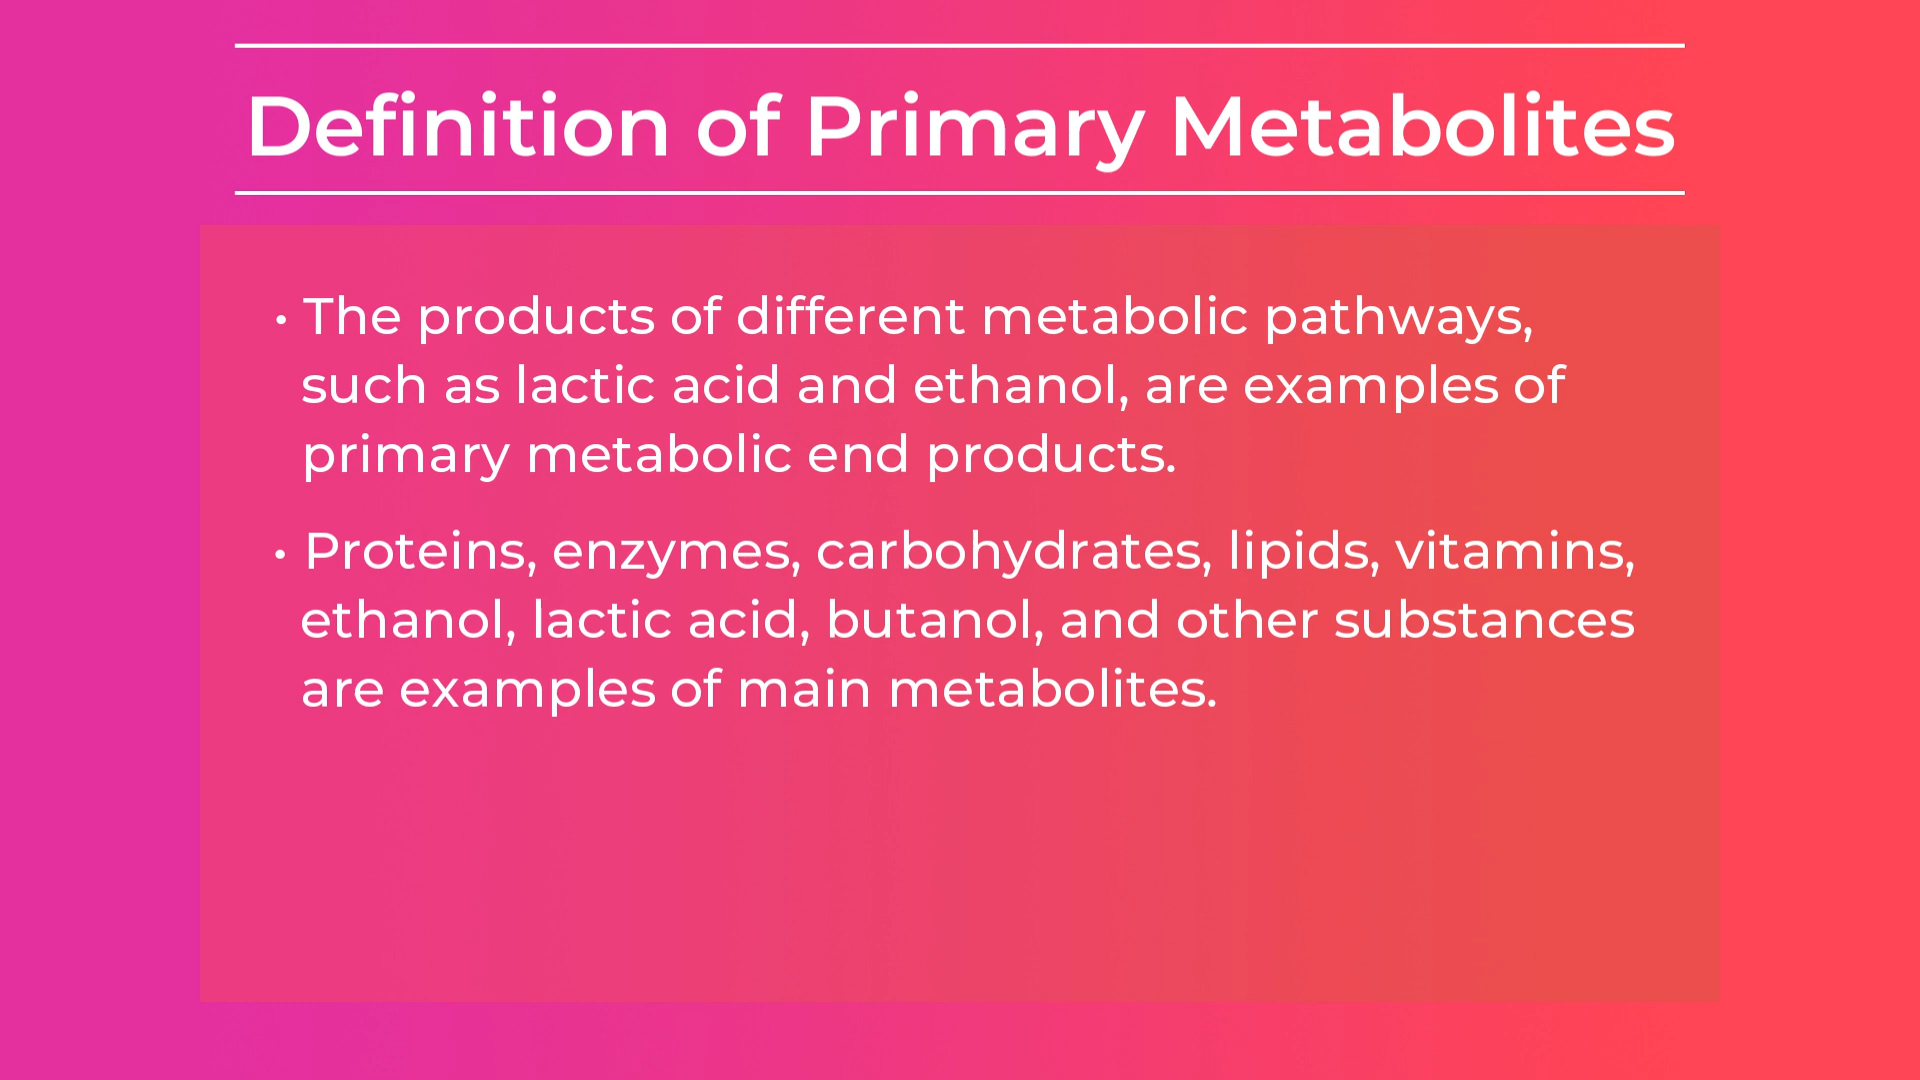 Definition of Primary Metabolites
• The products of different metabolic pathways,
such as lactic acid and ethanol, are examples of
primary metabolic end products.
• Proteins, enzymes, carbohydrates, lipids, vitamins,
ethanol, lactic acid, butanol, and other substances
are examples of main metabolites.